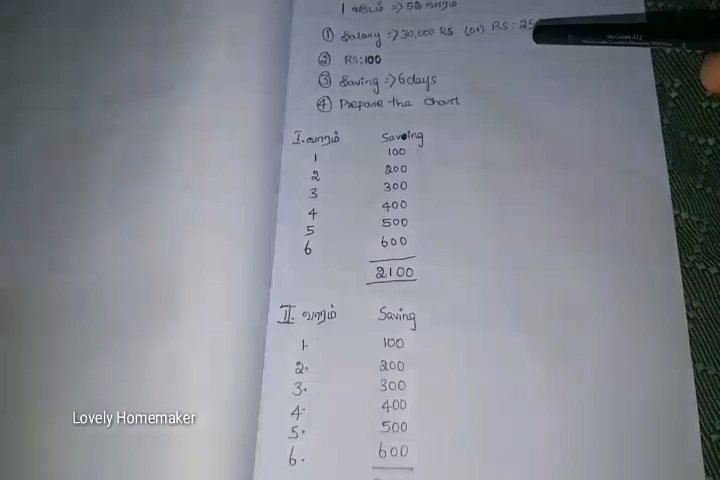 1 வருடம் => 52 வாரம்
① Salary => 30,000 RS (or) RS: 25
② RS:100
③ Saving => 6 days
④ Prepare the chart
I. வாரம் Saving
1 100
2 200
3 300
4 400
5 500
6 600
2100
II. வாரம் Saving
1. 100
2. 200
3. 300
4. 400
5. 500
6. 600
Lovely Homemaker